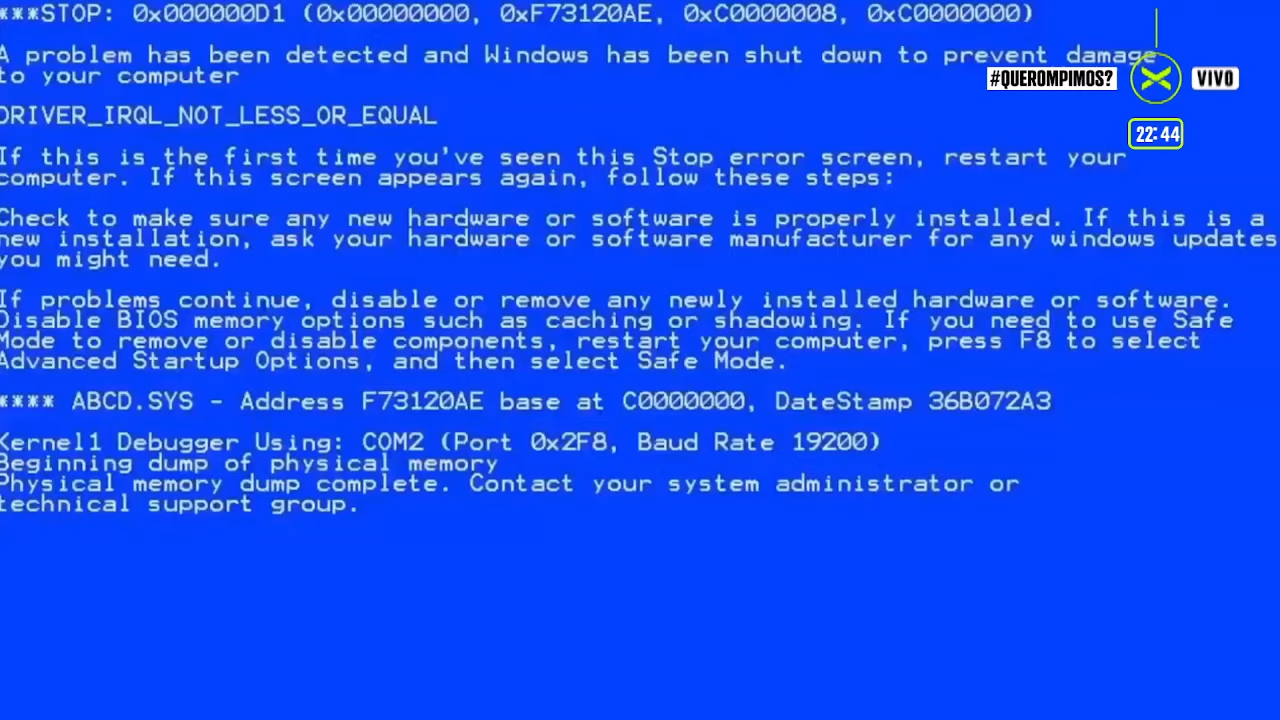 ***STOP: 0x000000D1 (0x00000000, 0xF73120AE, 0xC0000008, 0xC0000000)
A problem has been detected and Windows has been shut down to prevent damage
to your computer
#QUEROMPIMOS?
VIVO
DRIVER_IRQL_NOT_LESS_OR_EQUAL
22:44
If this is the first time you've seen this Stop error screen, restart your
computer. If this screen appears again, follow these steps:
Check to make sure any new hardware or software is properly installed. If this is a
new installation, ask your hardware or software manufacturer for any windows updates
you might need.
If problems continue, disable or remove any newly installed hardware or software.
Disable BIOS memory options such as caching or shadowing. If you need to use Safe
Mode to remove or disable components, restart your computer, press F8 to select
Advanced Startup Options, and then select Safe Mode.
**** ABCD.SYS - Address F73120AE base at C0000000, DateStamp 36B072A3
Kernel1 Debugger Using: COM2 (Port 0x2F8, Baud Rate 19200)
Beginning dump of physical memory
Physical memory dump complete. Contact your system administrator or
technical support group.